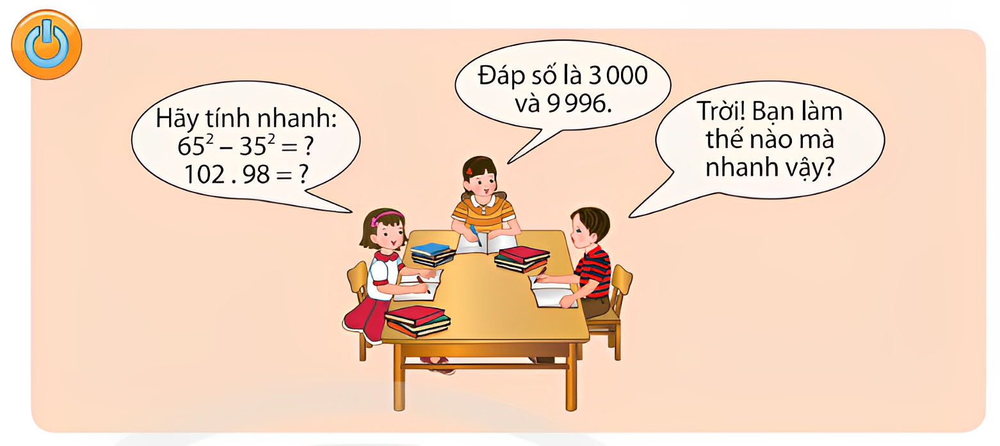 Hãy tính nhanh:
65² – 35² = ?
102 . 98 = ?
Đáp số là 3 000
và 9 996.
Trời! Bạn làm
thế nào mà
nhanh vậy?